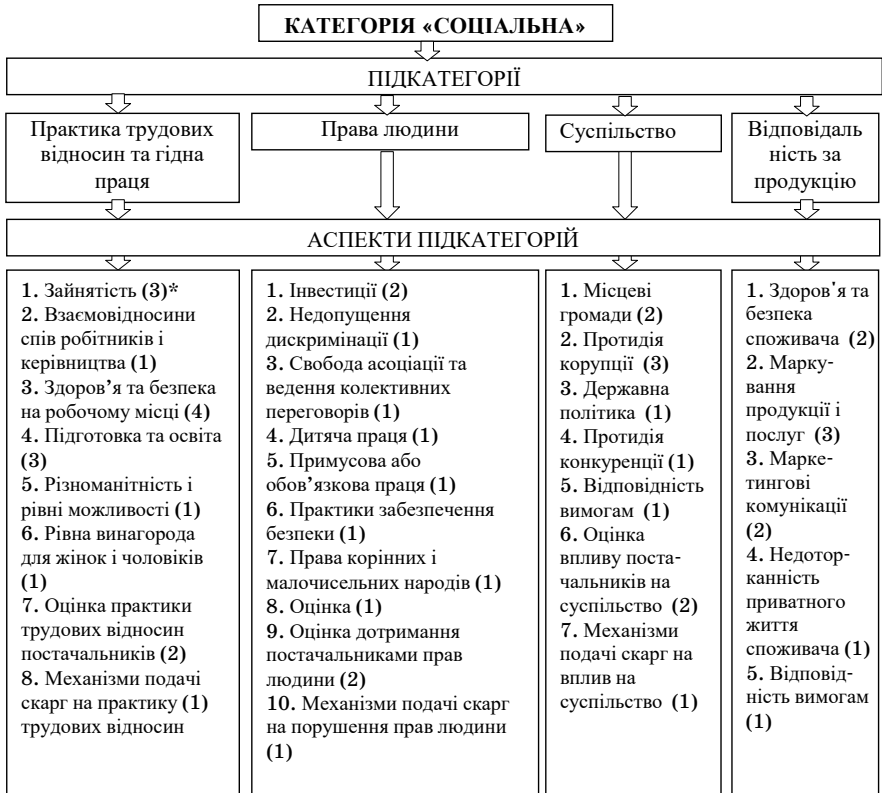 КАТЕГОРІЯ «СОЦІАЛЬНА»
ПІДКАТЕГОРІЇ
Практика трудових
відносин та гідна
праця
Права людини
Суспільство
Відповідаль
ність за
продукцію
АСПЕКТИ ПІДКАТЕГОРІЙ
1. Зайнятість (3)*
2. Взаємовідносини
спів робітників і
керівництва (1)
3. Здоров’я та безпека
на робочому місці (4)
4. Підготовка та освіта
(3)
5. Різноманітність і
рівні можливості (1)
6. Рівна винагорода
для жінок і чоловіків
(1)
7. Оцінка практики
трудових відносин
постачальників (2)
8. Механізми подачі
скарг на практику (1)
трудових відносин
1. Інвестиції (2)
2. Недопущення
дискримінації (1)
3. Свобода асоціації та
ведення колективних
переговорів (1)
4. Дитяча праця (1)
5. Примусова або
обов’язкова праця (1)
6. Практики забезпечення
безпеки (1)
7. Права корінних і
малочисельних народів (1)
8. Оцінка (1)
9. Оцінка дотримання
постачальниками прав
людини (2)
10. Механізми подачі скарг
на порушення прав людини
(1)
1. Місцеві
громади (2)
2. Протидія
корупції (3)
3. Державна
політика (1)
4. Протидія
конкуренції (1)
5. Відповідність
вимогам (1)
6. Оцінка
впливу поста-
чальників на
суспільство (2)
7. Механізми
подачі скарг на
вплив на
суспільство (1)
1. Здоров'я та
безпека
споживача (2)
2. Марку-
вання
продукції і
послуг (3)
3. Марке-
тингові
комунікації
(2)
4. Недотор-
канність
приватного
життя
споживача (1)
5. Відповід-
ність вимогам
(1)